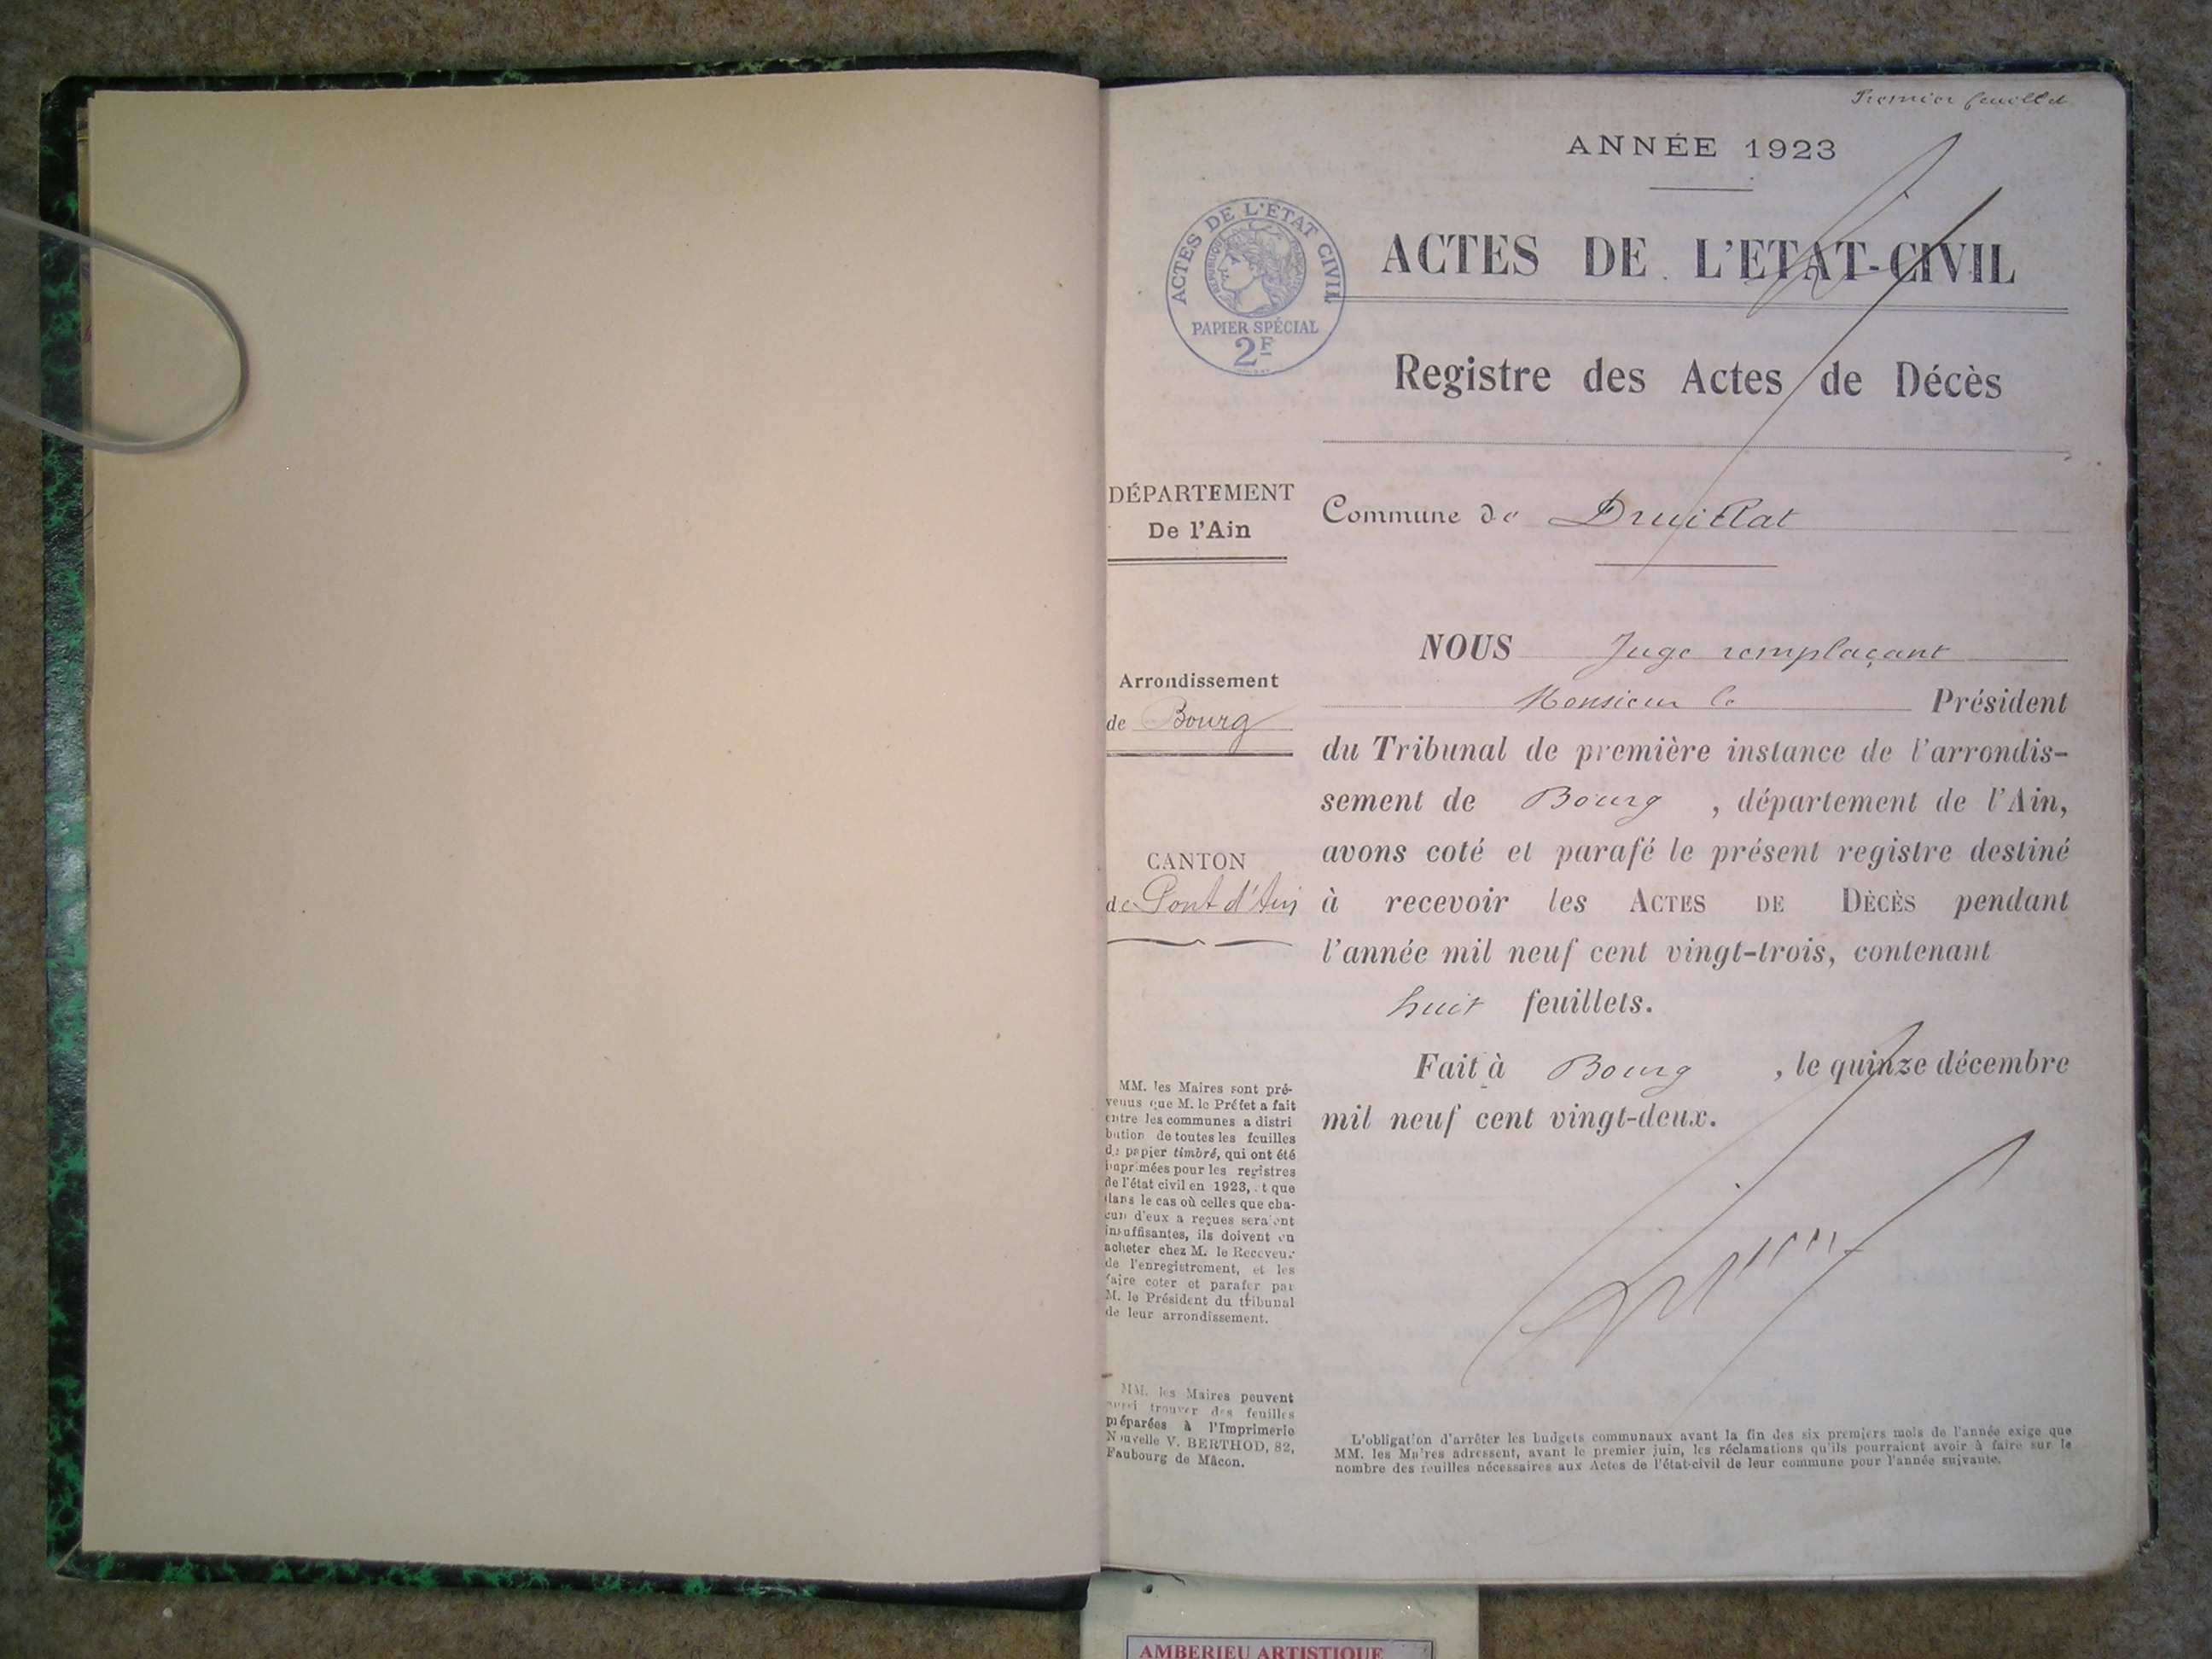 Premier feuillet
ANNÉE 1923
ACTES DE L'ETAT CIVIL
RÉPUBLIQUE FRANÇAISE
PAPIER SPÉCIAL
2F
ACTES DE L'ETAT-CIVIL
Registre des Actes de Décès
DÉPARTEMENT
De l'Ain
Commune de Druillat
Arrondissement
de Bourg
CANTON
de Pont d'Ain
NOUS Juge remplaçant
Monsieur le Président
du Tribunal de première instance de l'arrondis-
sement de Bourg, département de l'Ain,
avons coté et parafé le présent registre destiné
à recevoir les ACTES DE DÉCÈS pendant
l'année mil neuf cent vingt-trois, contenant
huit feuillets.
Fait à Bourg, le quinze décembre
mil neuf cent vingt-deux.
MM. les Maires sont pré-
venus que M. le Préfet a fait
entre les communes a distri
bution de toutes les feuilles
de papier timbré, qui ont été
imprimées pour les registres
de l'état civil en 1923, et que
dans le cas où celles que cha-
cun d'eux a reçues seraient
insuffisantes, ils doivent en
acheter chez M. le Receveur
de l'enregistrement, et les
faire coter et parafer par
M. le Président du tribunal
de leur arrondissement.
MM. les Maires peuvent
aussi trouver des feuilles
préparées à l'Imprimerie
Nouvelle V. BERTHOD, 82,
Faubourg de Mâcon.
L'obligation d'arrêter les budgets communaux avant la fin des six premiers mois de l'année exige que
MM. les Maires adressent, avant le premier juin, les réclamations qu'ils pourraient avoir à faire sur le
nombre des feuilles nécessaires aux Actes de l'état-civil de leur commune pour l'année suivante.
AMBERIEU ARTISTIQUE